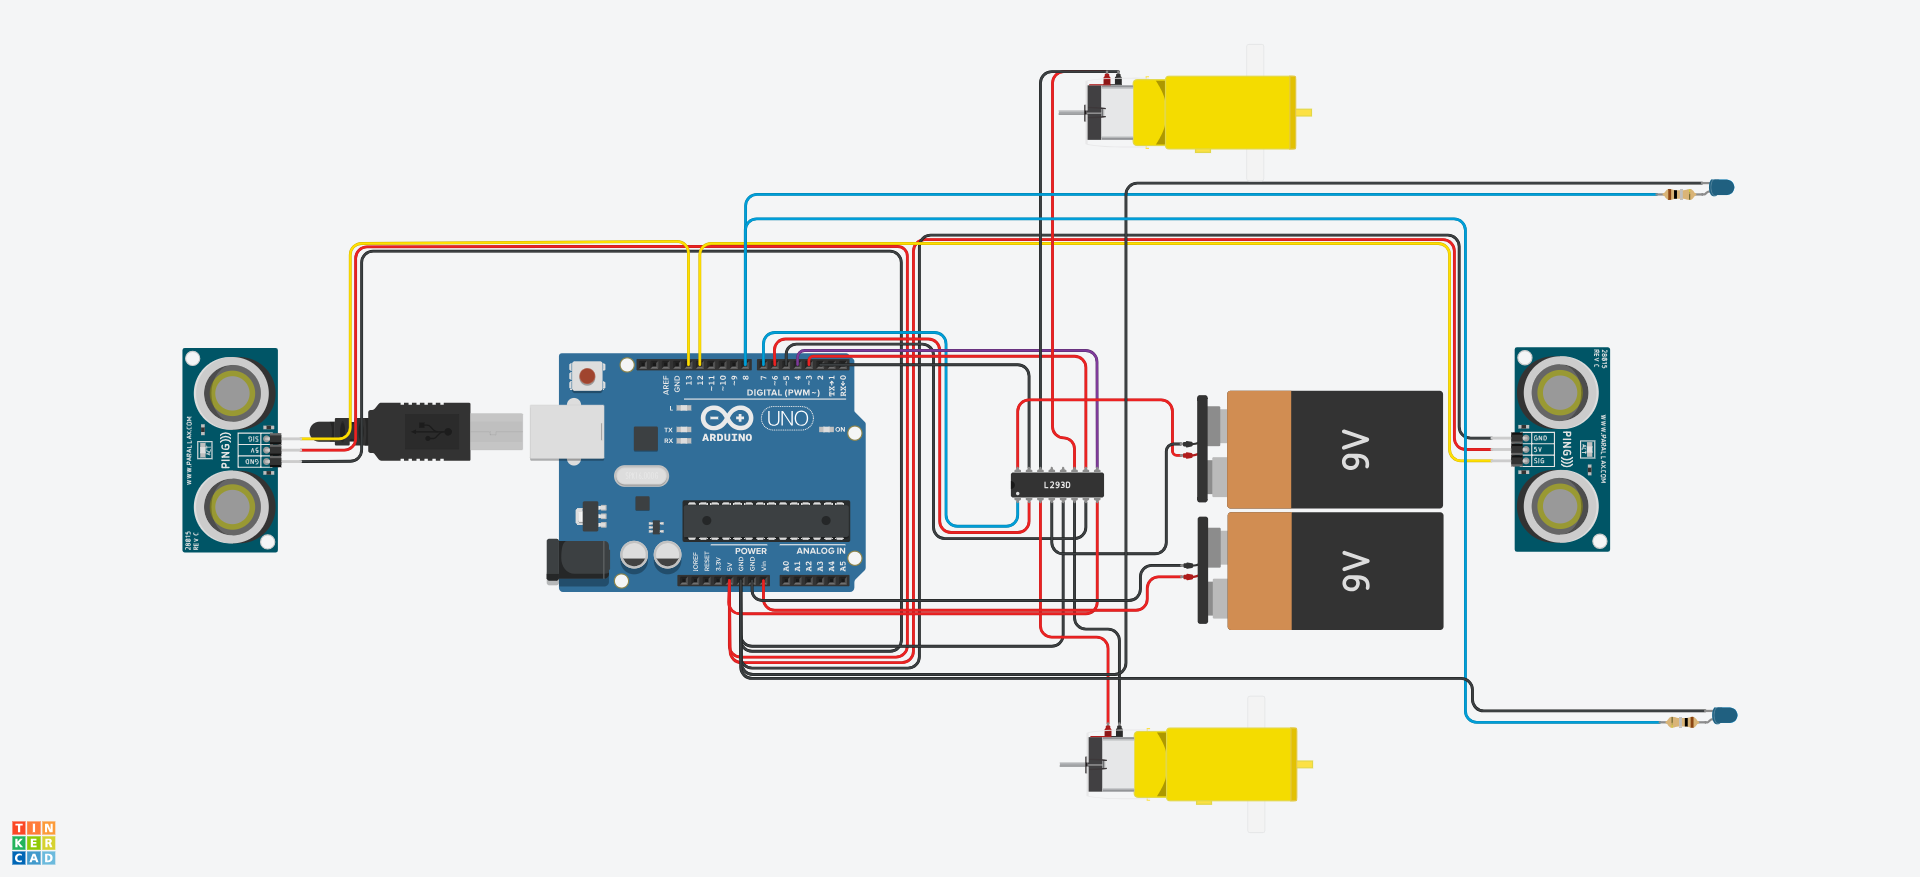 AREF
GND
13
12
~11
~10
~9
8
7
~6
~5
4
~3
2
TX→1
RX←0
DIGITAL (PWM~)
L
TX
RX
ARDUINO
UNO
ON
POWER
ANALOG IN
IOREF
RESET
3.3V
5V
GND
GND
Vin
A0
A1
A2
A3
A4
A5
WWW.PARALLAX.COM
PING)))
SIG
5V
GND
28015
REV C
L293D
9V
9V
28015
REV C
WWW.PARALLAX.COM
PING)))
GND
5V
SIG
TIN
KER
CAD